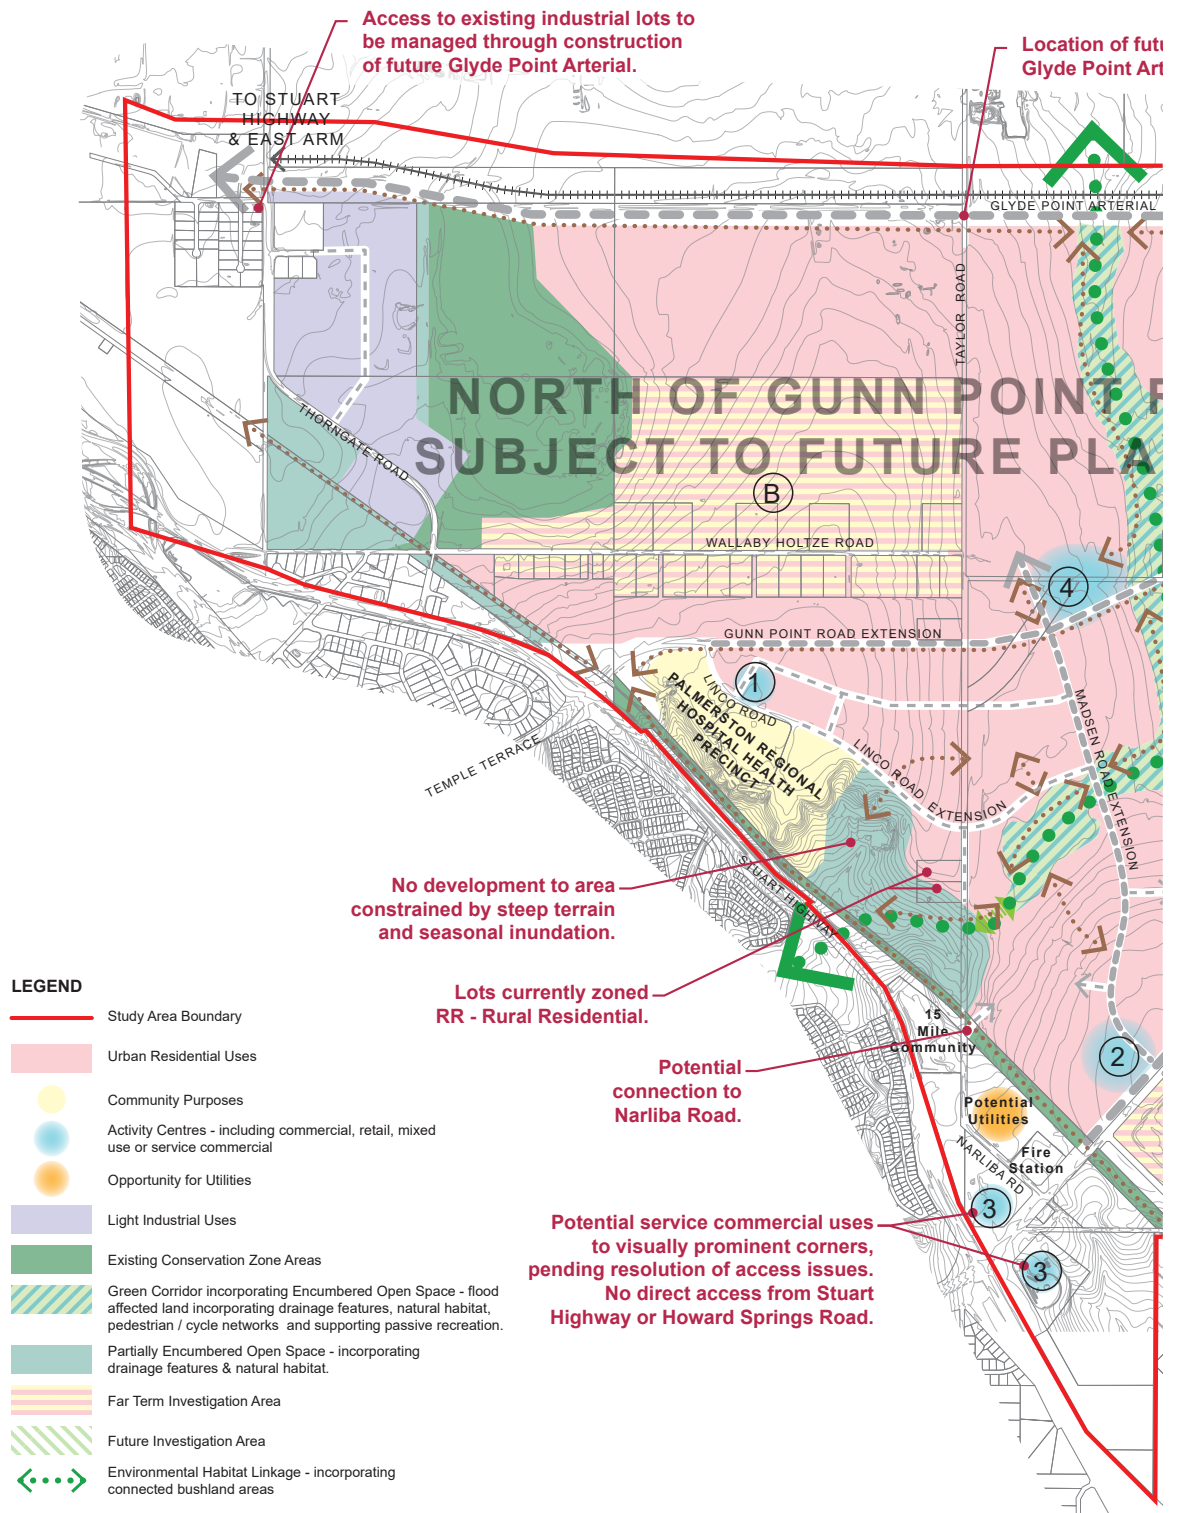 Access to existing industrial lots to
be managed through construction
of future Glyde Point Arterial.
Location of futu
Glyde Point Art
TO STUART
HIGHWAY
& EAST ARM
GLYDE POINT ARTERIAL
TAYLOR ROAD
NORTH OF GUNN POINT R
SUBJECT TO FUTURE PLA
THORNGATE ROAD
B
WALLABY HOLTZE ROAD
4
GUNN POINT ROAD EXTENSION
1
LINCO ROAD
PALMERSTON REGIONAL
HOSPITAL HEALTH
PRECINCT
MADSEN ROAD EXTENSION
LINCO ROAD EXTENSION
TEMPLE TERRACE
STUART HIGHWAY
No development to area
constrained by steep terrain
and seasonal inundation.
Lots currently zoned
RR - Rural Residential.
15
Mile
Community
2
Potential
connection to
Narliba Road.
Potential
Utilities
NARLIBA RD
Fire
Station
3
Potential service commercial uses
to visually prominent corners,
pending resolution of access issues.
No direct access from Stuart
Highway or Howard Springs Road.
3
LEGEND
Study Area Boundary
Urban Residential Uses
Community Purposes
Activity Centres - including commercial, retail, mixed
use or service commercial
Opportunity for Utilities
Light Industrial Uses
Existing Conservation Zone Areas
Green Corridor incorporating Encumbered Open Space - flood
affected land incorporating drainage features, natural habitat,
pedestrian / cycle networks and supporting passive recreation.
Partially Encumbered Open Space - incorporating
drainage features & natural habitat.
Far Term Investigation Area
Future Investigation Area
Environmental Habitat Linkage - incorporating
connected bushland areas